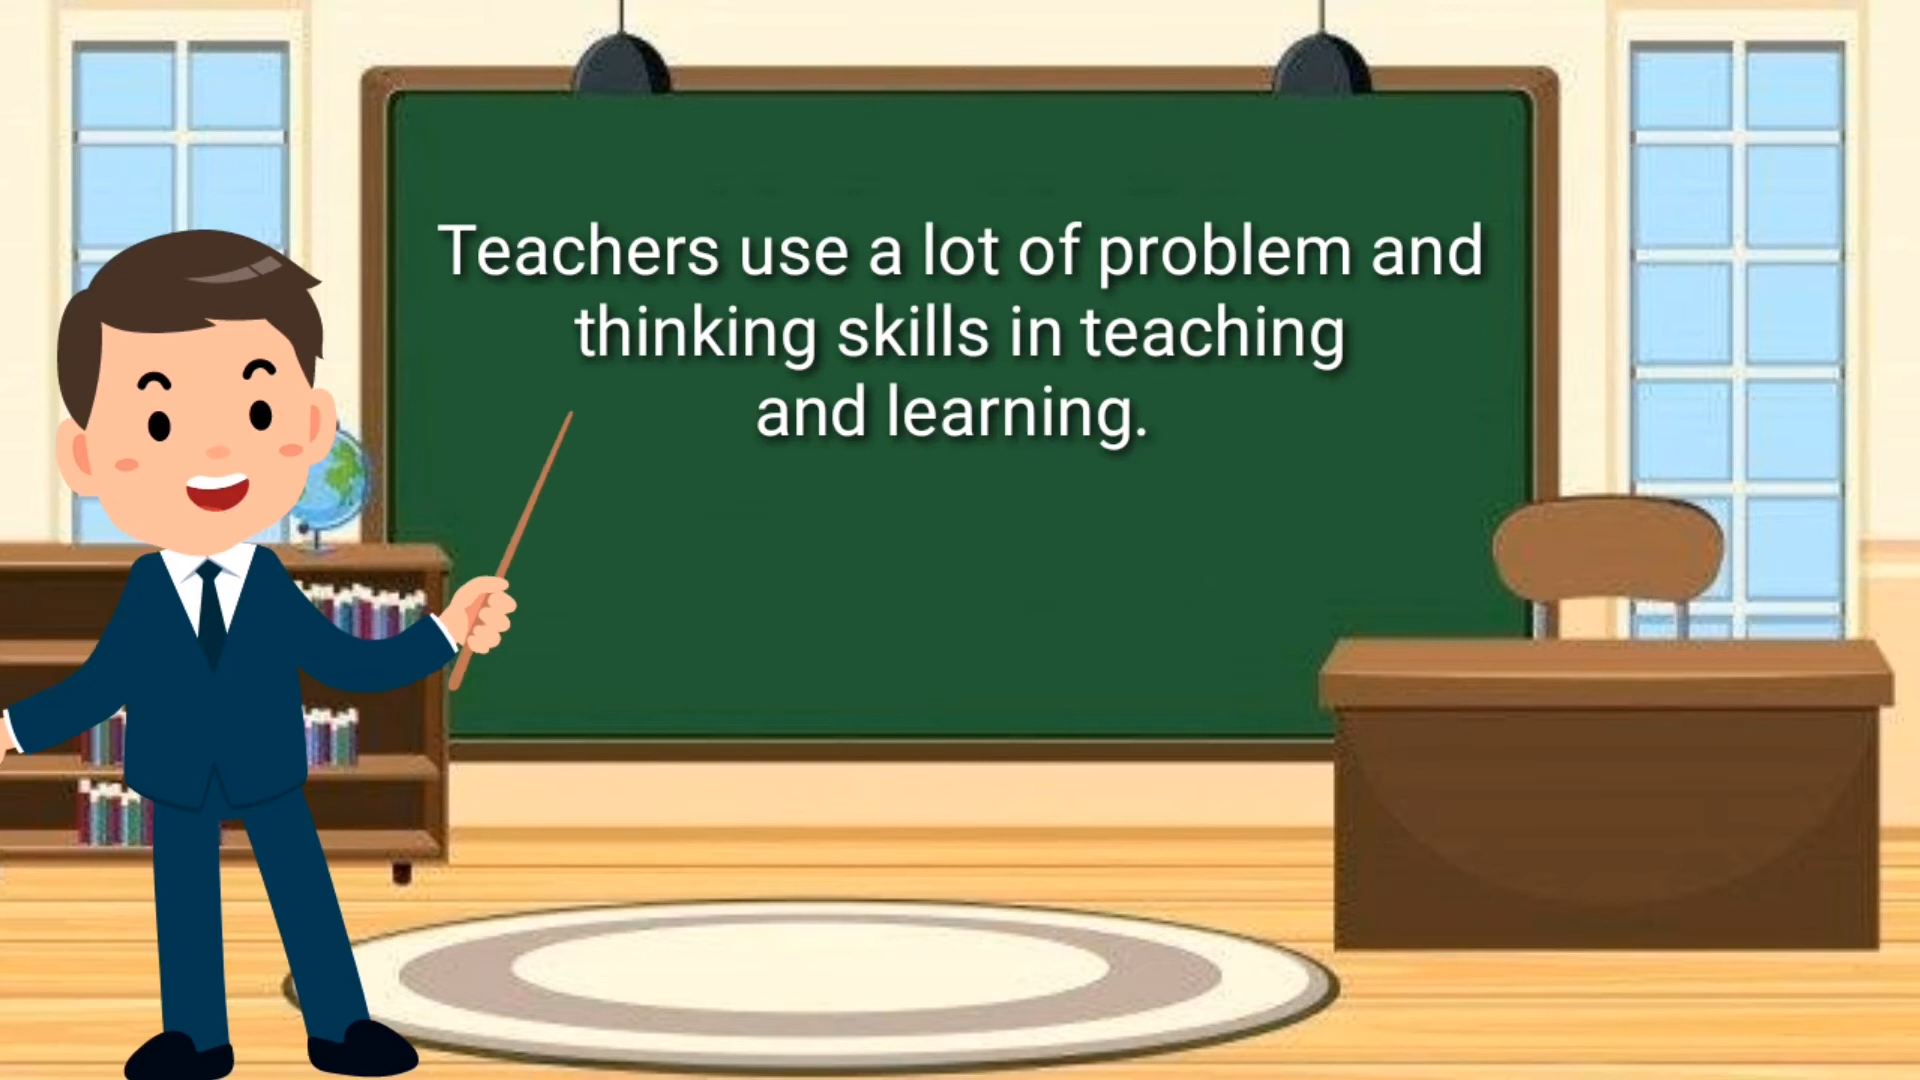 Teachers use a lot of problem and
thinking skills in teaching
and learning.